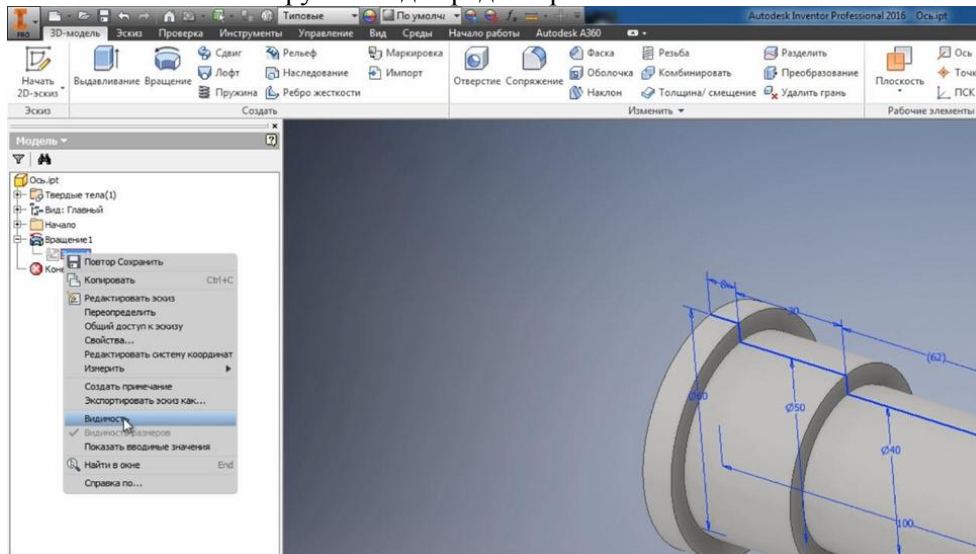 Типовые По умолч Autodesk Inventor Professional 2016 Ось.ipt
PRO 3D-модель Эскиз Проверка Инструменты Управление Вид Среды Начало работы Autodesk A360
Начать 2D-эскиз
Выдавливание Вращение
Сдвиг Рельеф Маркировка
Лофт Наследование Импорт
Пружина Ребро жесткости
Отверстие Сопряжение
Фаска Резьба Разделить
Оболочка Комбинировать Преобразование
Наклон Толщина/ смещение Удалить грань
Плоскость
Ось
Точк
ПСК
Эскиз Создать Изменить Рабочие элементы
Модель
Ось.ipt
Твердые тела(1)
Вид: Главный
Начало
Вращение1
Коне
Повтор Сохранить
Копировать Ctrl+C
Редактировать эскиз
Переопределить
Общий доступ к эскизу
Свойства...
Редактировать систему координат
Измерить
Создать примечание
Экспортировать эскиз как...
Видимость
Видимость размеров
Показать вводимые значения
Найти в окне End
Справка по...
8
30
(62)
Ø50
Ø40
100